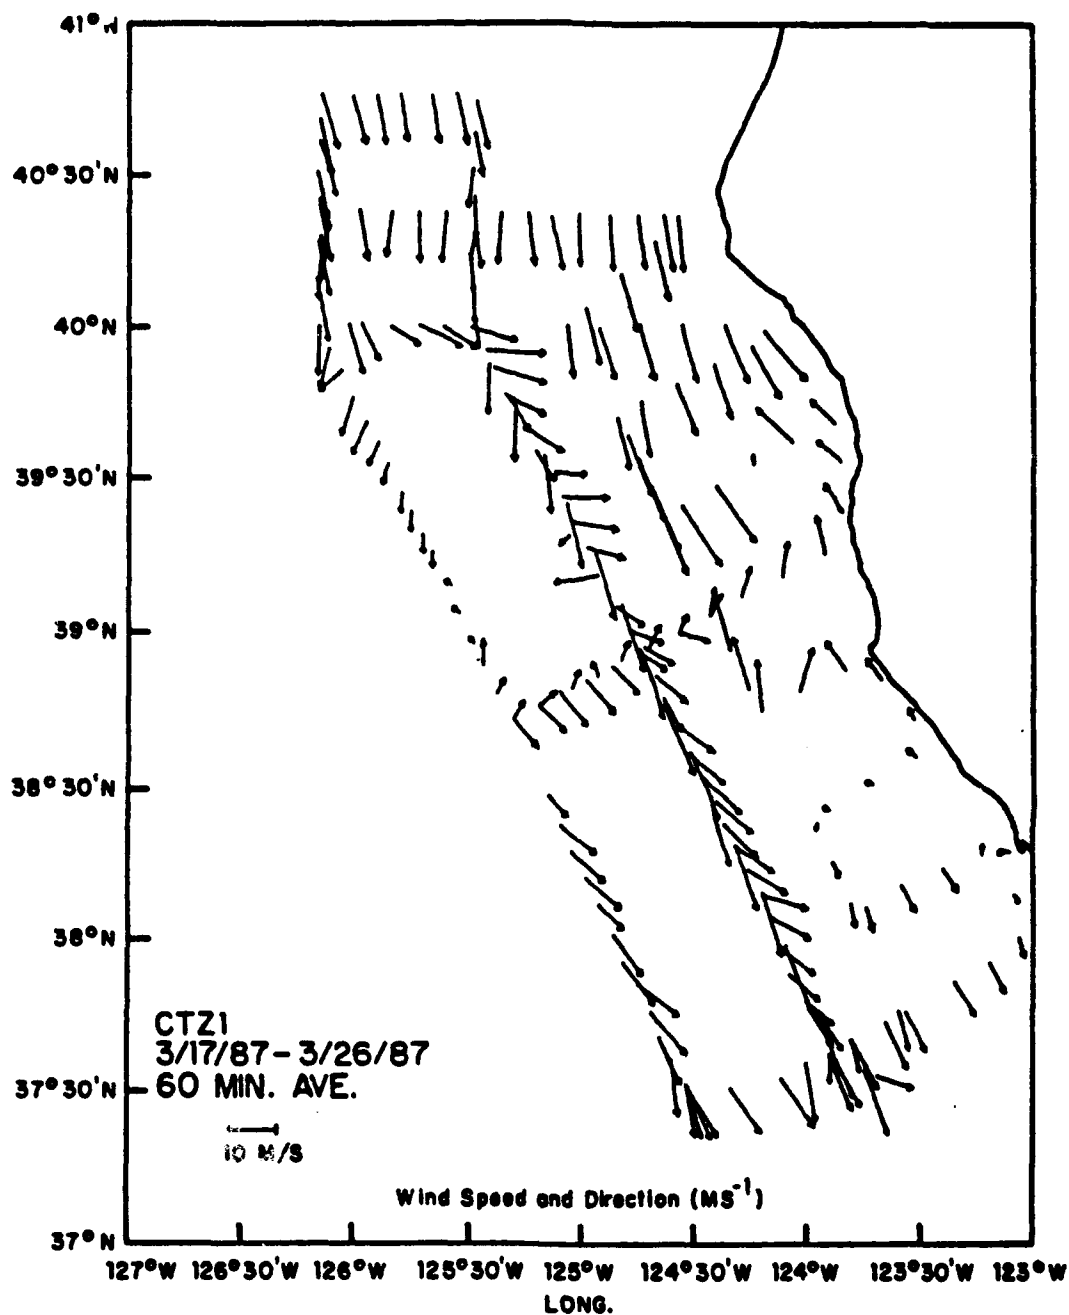 41°N
40°30'N
40°N
39°30'N
39°N
38°30'N
38°N
37°30'N
37°N
CTZ1
3/17/87-3/26/87
60 MIN. AVE.
10 M/S
Wind Speed and Direction (MS⁻¹)
127°W 126°30'W 126°W 125°30'W 125°W 124°30'W 124°W 123°30'W 123°W
LONG.